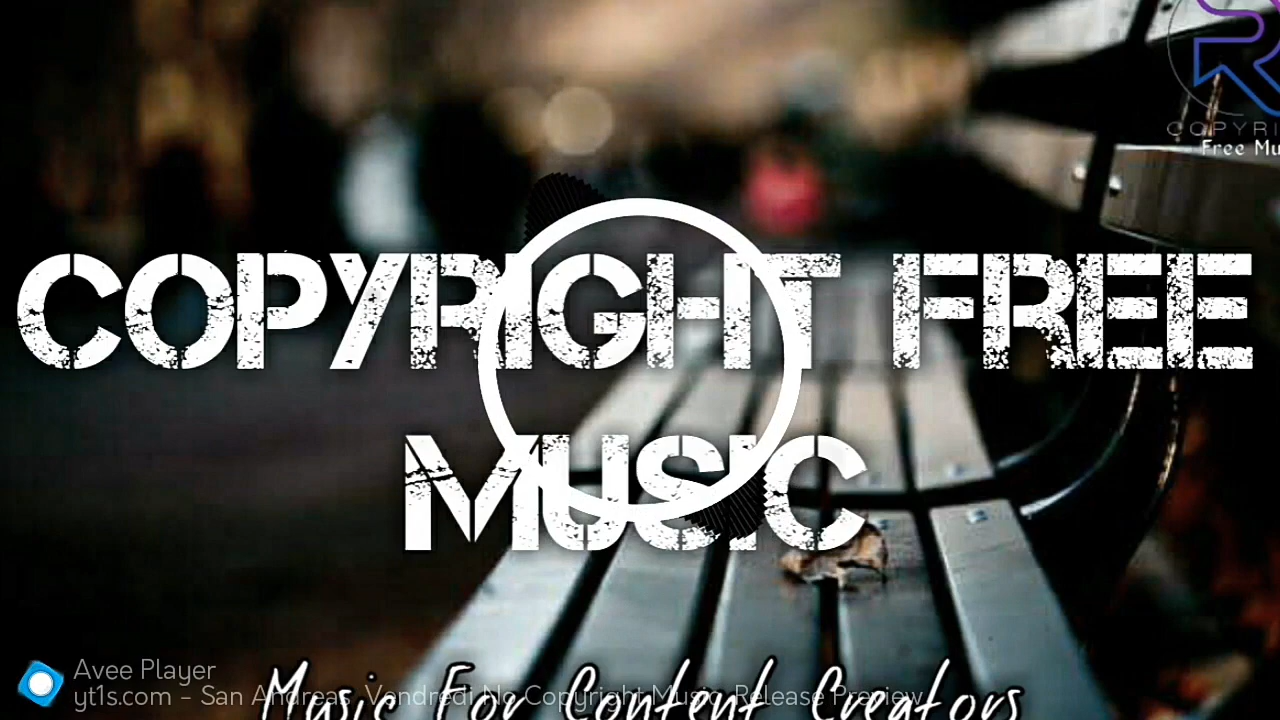 COPYRI
Free Mu
COPYRIGHT FREE
MUSIC
Avee Player
yt1s.com - San Andreas, Vendredi No Copyright Music, Release Preview
Music For Content Creators